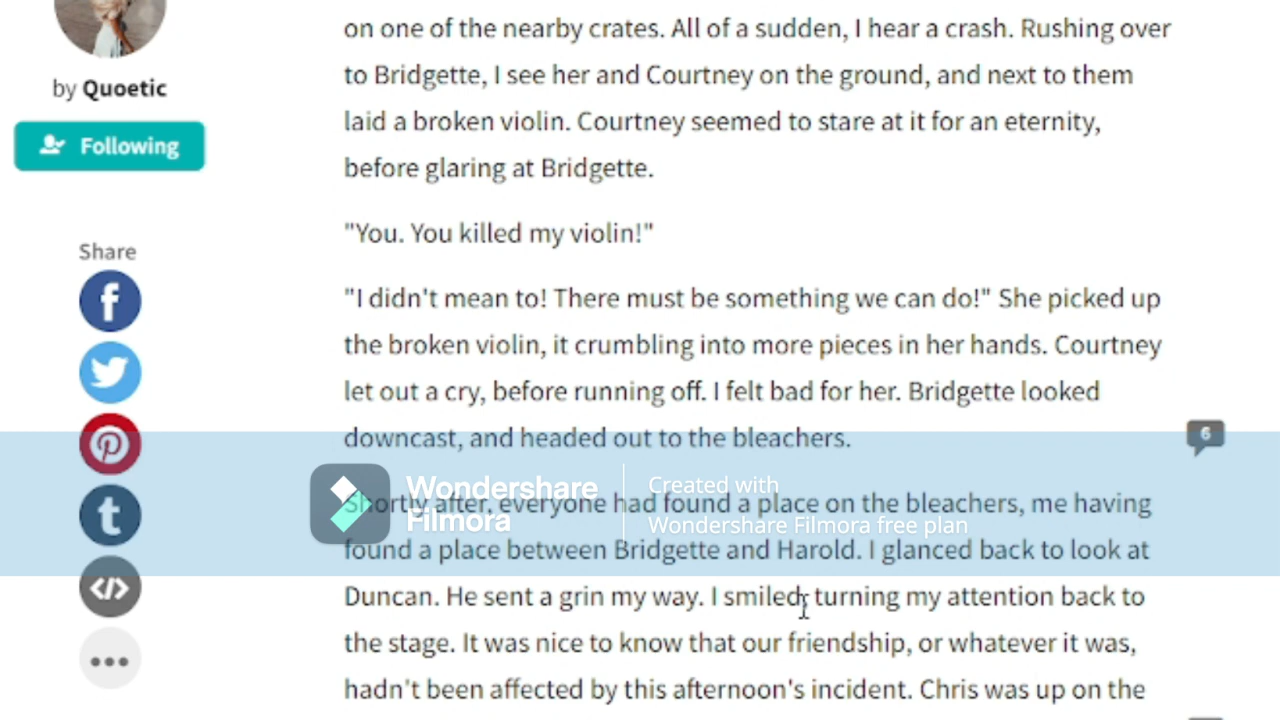 on one of the nearby crates. All of a sudden, I hear a crash. Rushing over
to Bridgette, I see her and Courtney on the ground, and next to them
by Quoetic
laid a broken violin. Courtney seemed to stare at it for an eternity,
Following
before glaring at Bridgette.
"You. You killed my violin!"
Share
"I didn't mean to! There must be something we can do!" She picked up
the broken violin, it crumbling into more pieces in her hands. Courtney
let out a cry, before running off. I felt bad for her. Bridgette looked
downcast, and headed out to the bleachers.
6
Wondershare
Filmora
Created with
Wondershare Filmora free plan
Shortly after, everyone had found a place on the bleachers, me having
found a place between Bridgette and Harold. I glanced back to look at
Duncan. He sent a grin my way. I smiled, turning my attention back to
the stage. It was nice to know that our friendship, or whatever it was,
hadn't been affected by this afternoon's incident. Chris was up on the